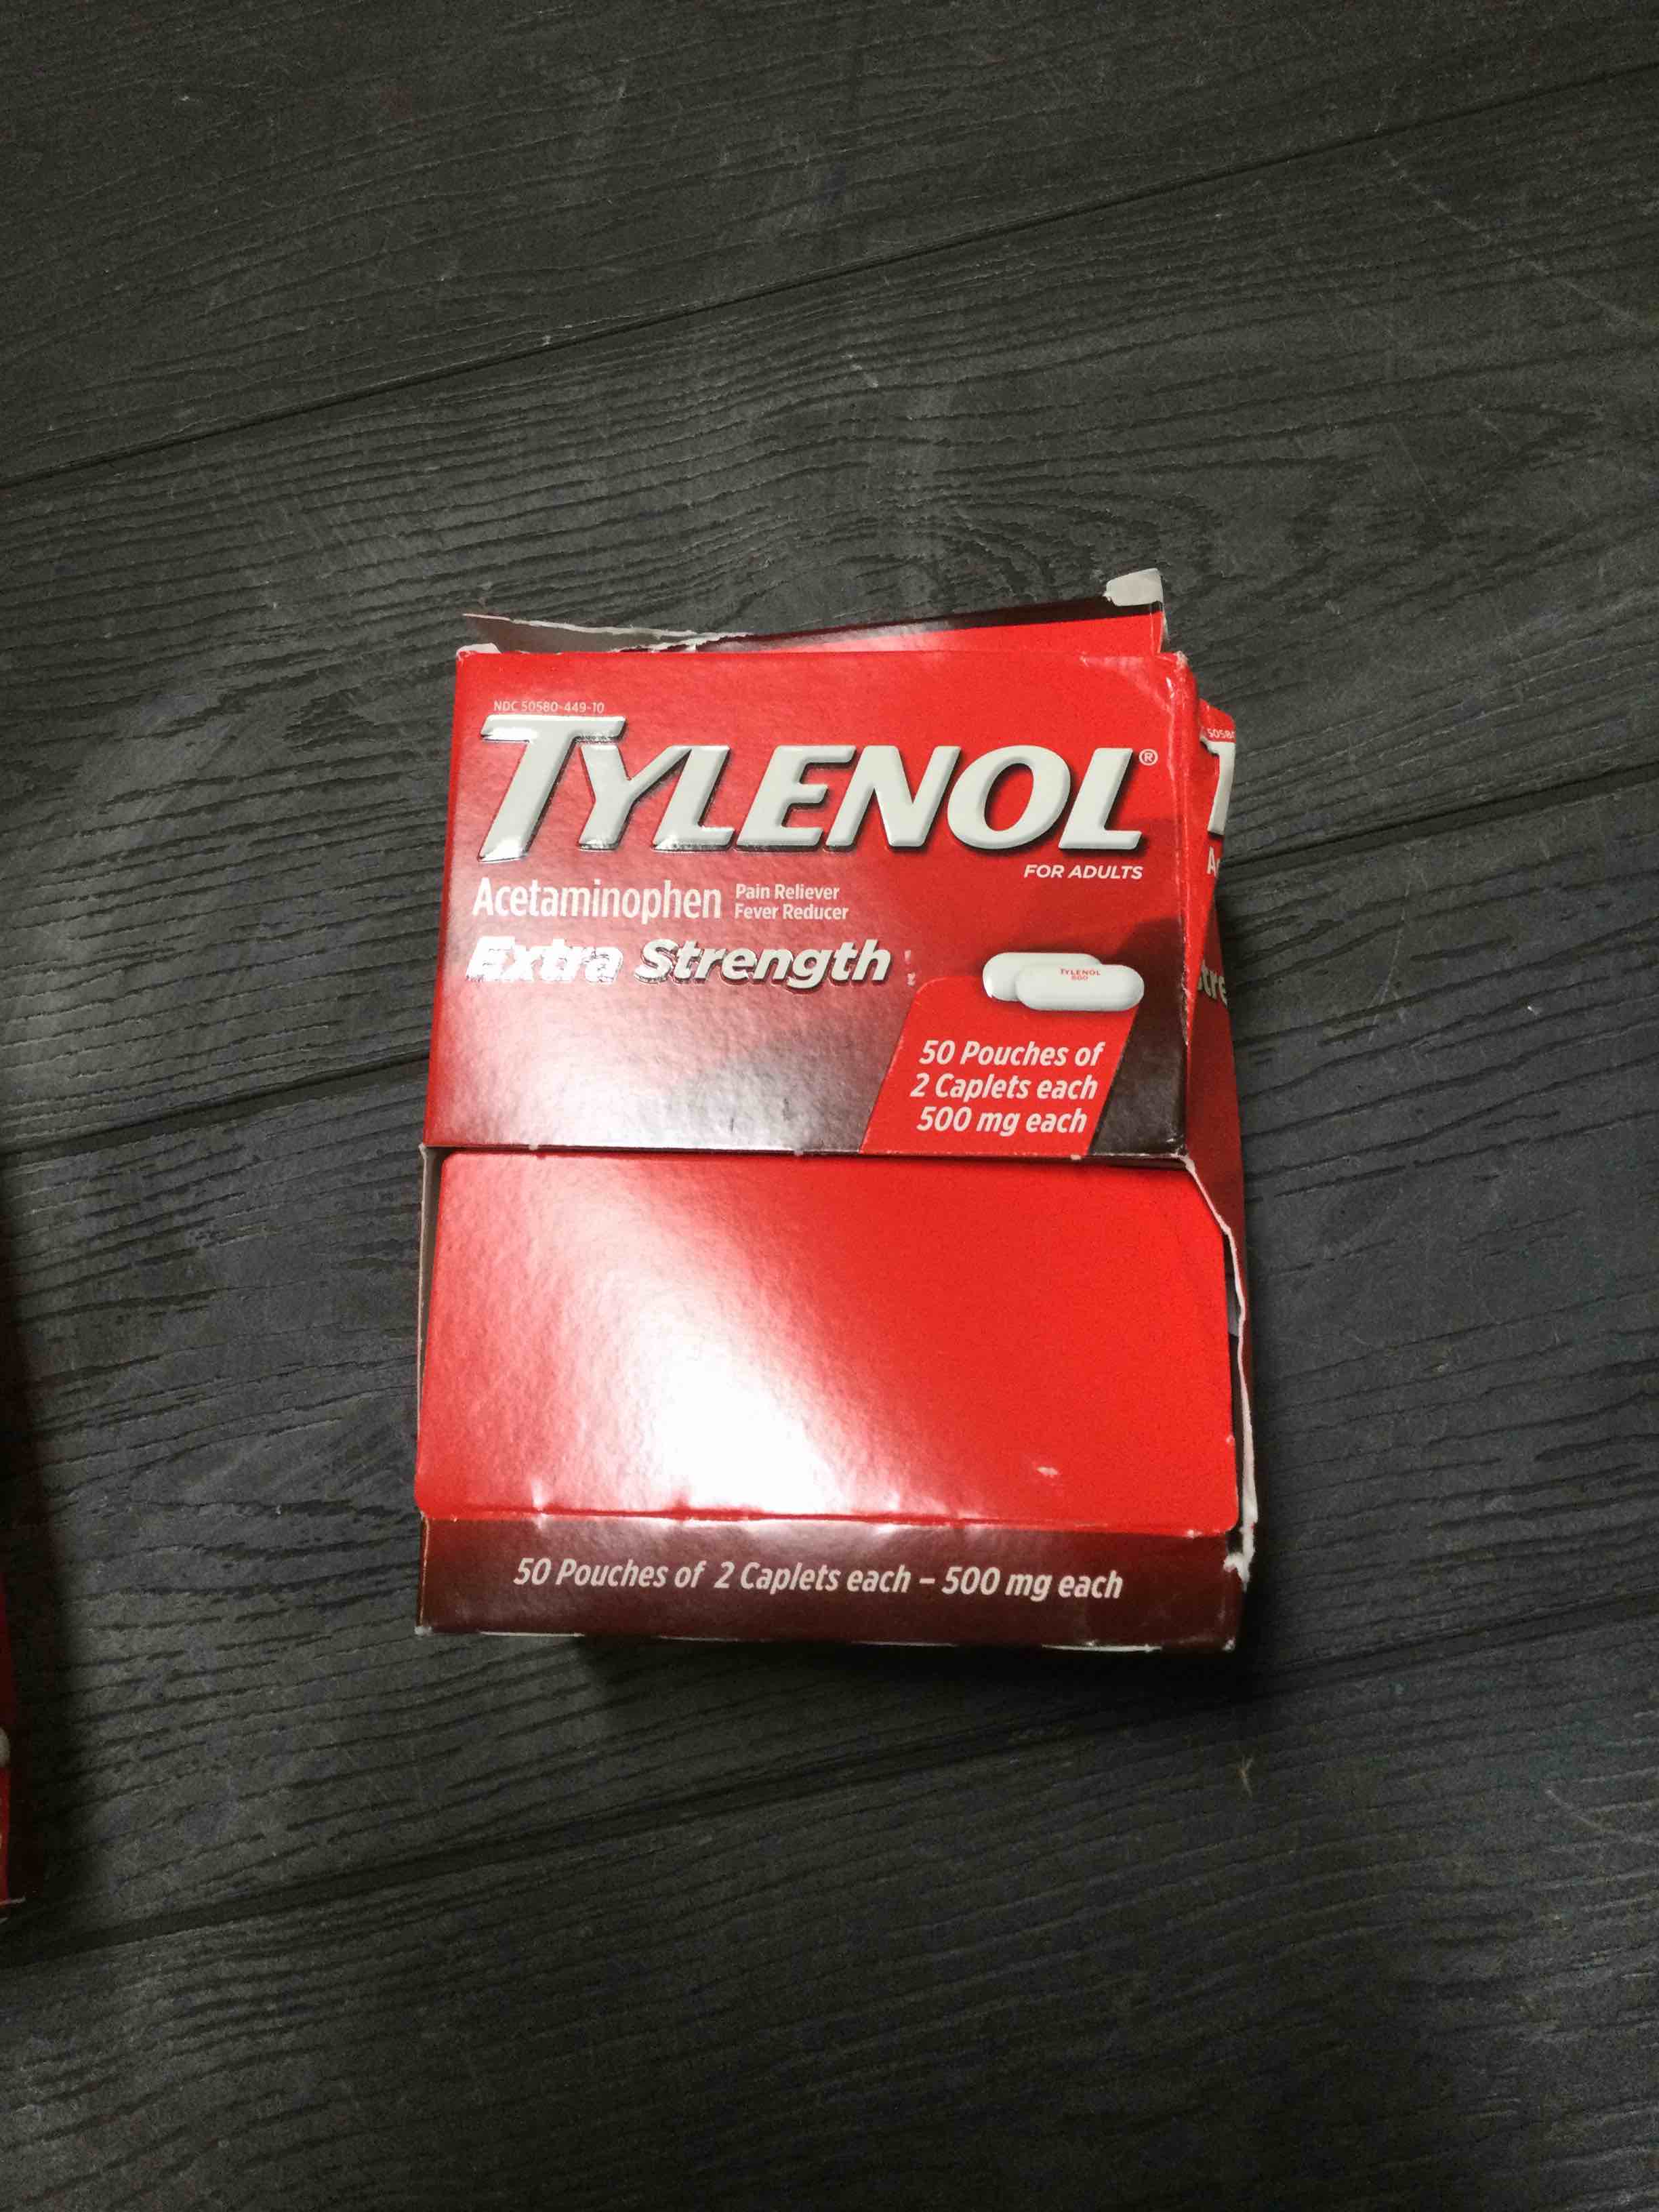 NDC 50580-449-10
TYLENOL®
FOR ADULTS
Acetaminophen Pain Reliever
Fever Reducer
Extra Strength
TYLENOL
500
50 Pouches of
2 Caplets each
500 mg each
50 Pouches of 2 Caplets each – 500 mg each